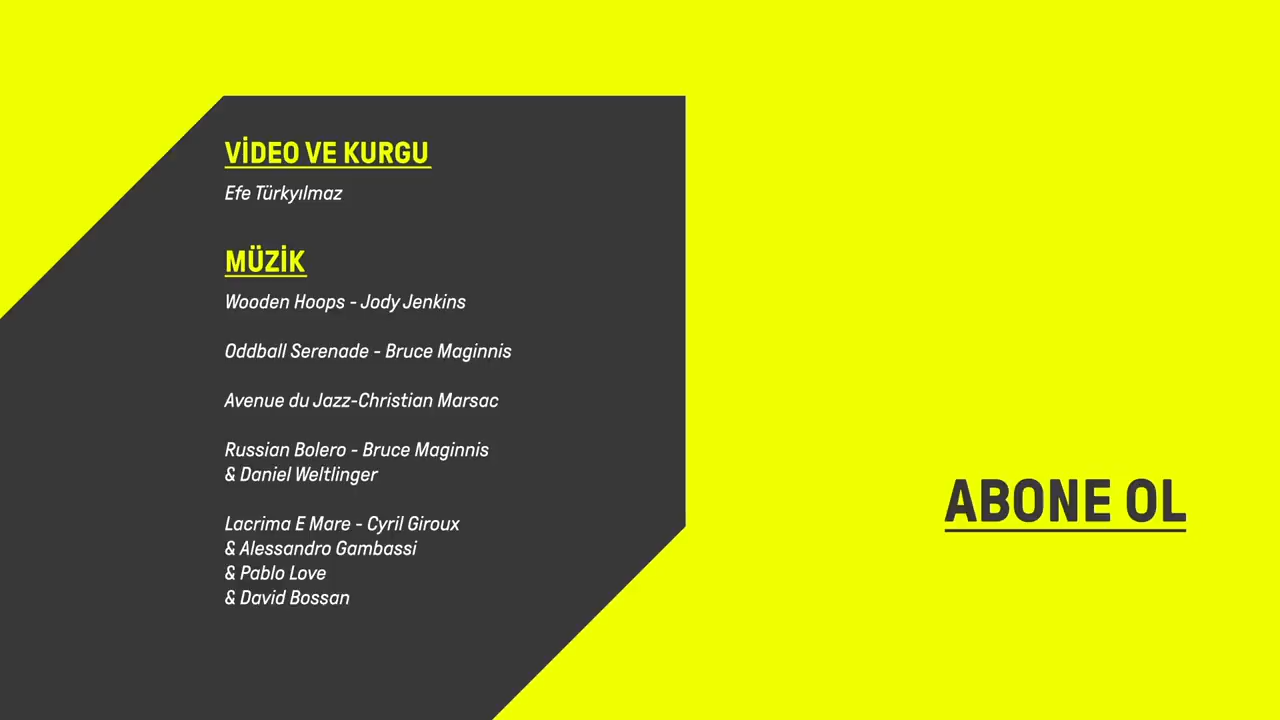 VİDEO VE KURGU
Efe Türkyılmaz
MÜZİK
Wooden Hoops - Jody Jenkins
Oddball Serenade - Bruce Maginnis
Avenue du Jazz-Christian Marsac
Russian Bolero - Bruce Maginnis
& Daniel Weltlinger
Lacrima E Mare - Cyril Giroux
& Alessandro Gambassi
& Pablo Love
& David Bossan
ABONE OL